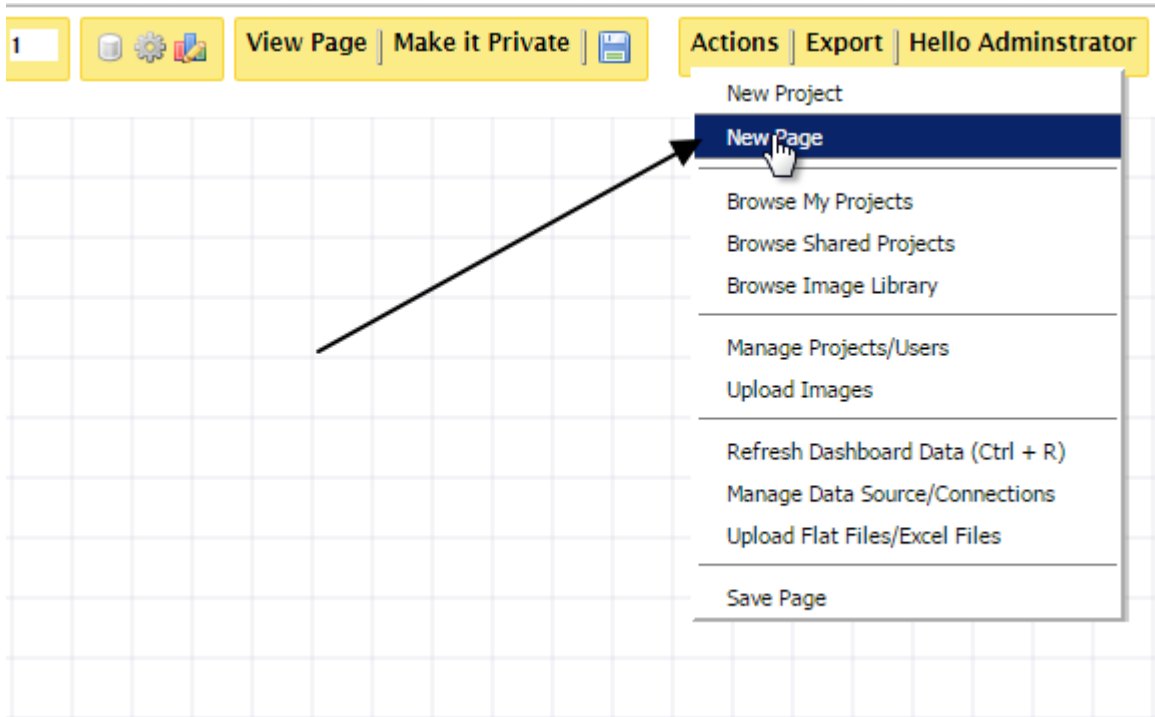 1
View Page | Make it Private |
Actions | Export | Hello Adminstrator
New Project
New Page
Browse My Projects
Browse Shared Projects
Browse Image Library
Manage Projects/Users
Upload Images
Refresh Dashboard Data (Ctrl + R)
Manage Data Source/Connections
Upload Flat Files/Excel Files
Save Page